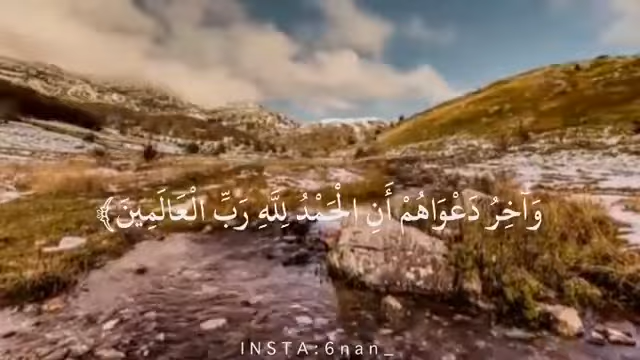 وَآخِرُ دَعْوَاهُمْ أَنِ الْحَمْدُ لِلَّهِ رَبِّ الْعَالَمِينَ﴾
INSTA:6nan_